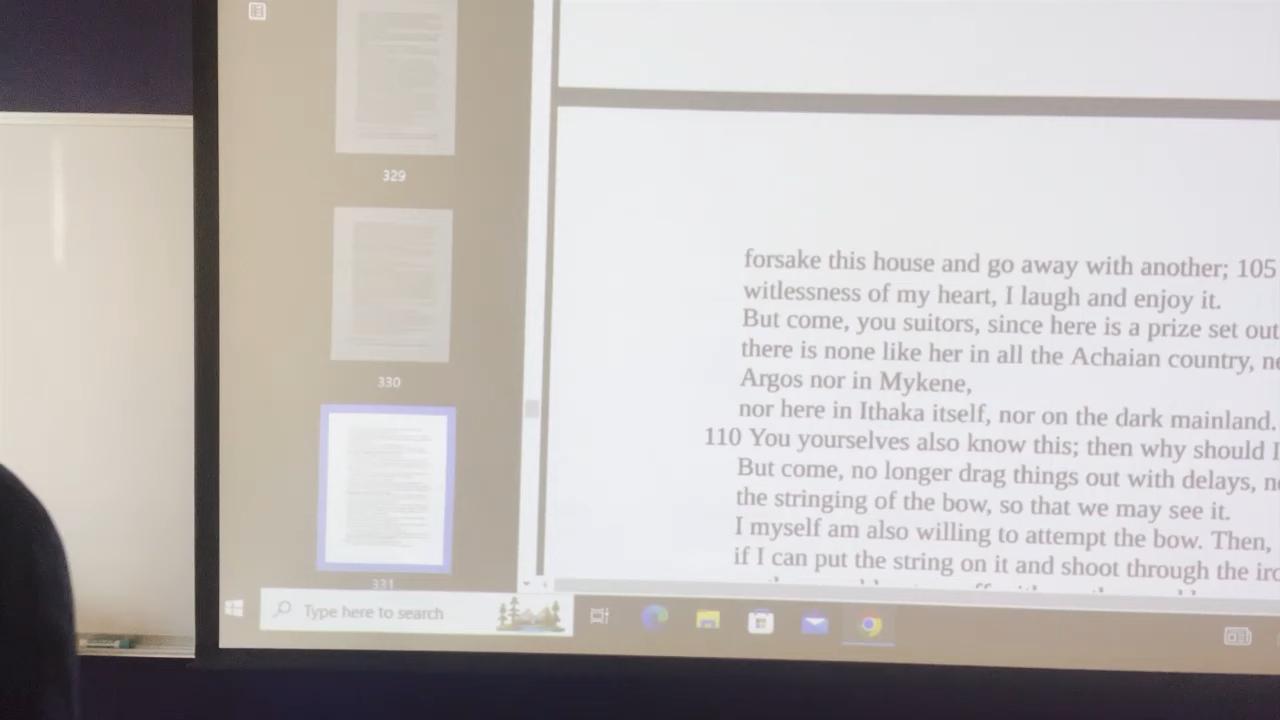 329
330
331
forsake this house and go away with another; 105
witlessness of my heart, I laugh and enjoy it.
But come, you suitors, since here is a prize set out
there is none like her in all the Achaian country,
Argos nor in Mykene,
nor here in Ithaka itself, nor on the dark mainland.
110 You yourselves also know this; then why should I
But come, no longer drag things out with delays,
the stringing of the bow, so that we may see it.
I myself am also willing to attempt the bow. Then,
if I can put the string on it and shoot through the
Type here to search